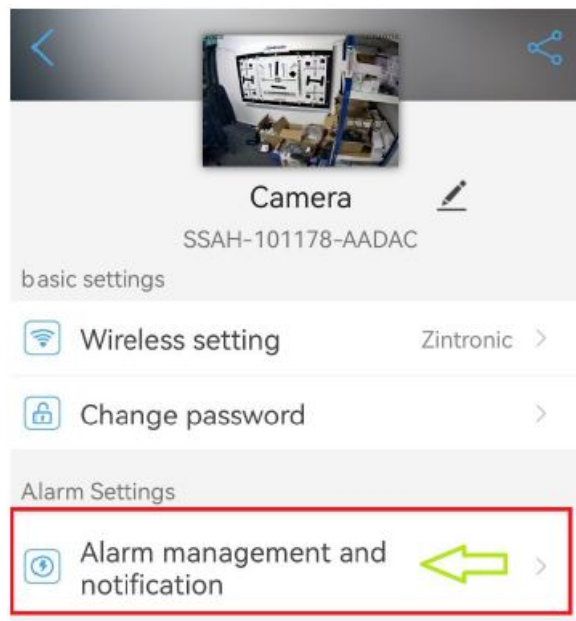 Camera
SSAH-101178-AADAC
basic settings
Wireless setting
Zintronic
Change password
Alarm Settings
Alarm management and
notification